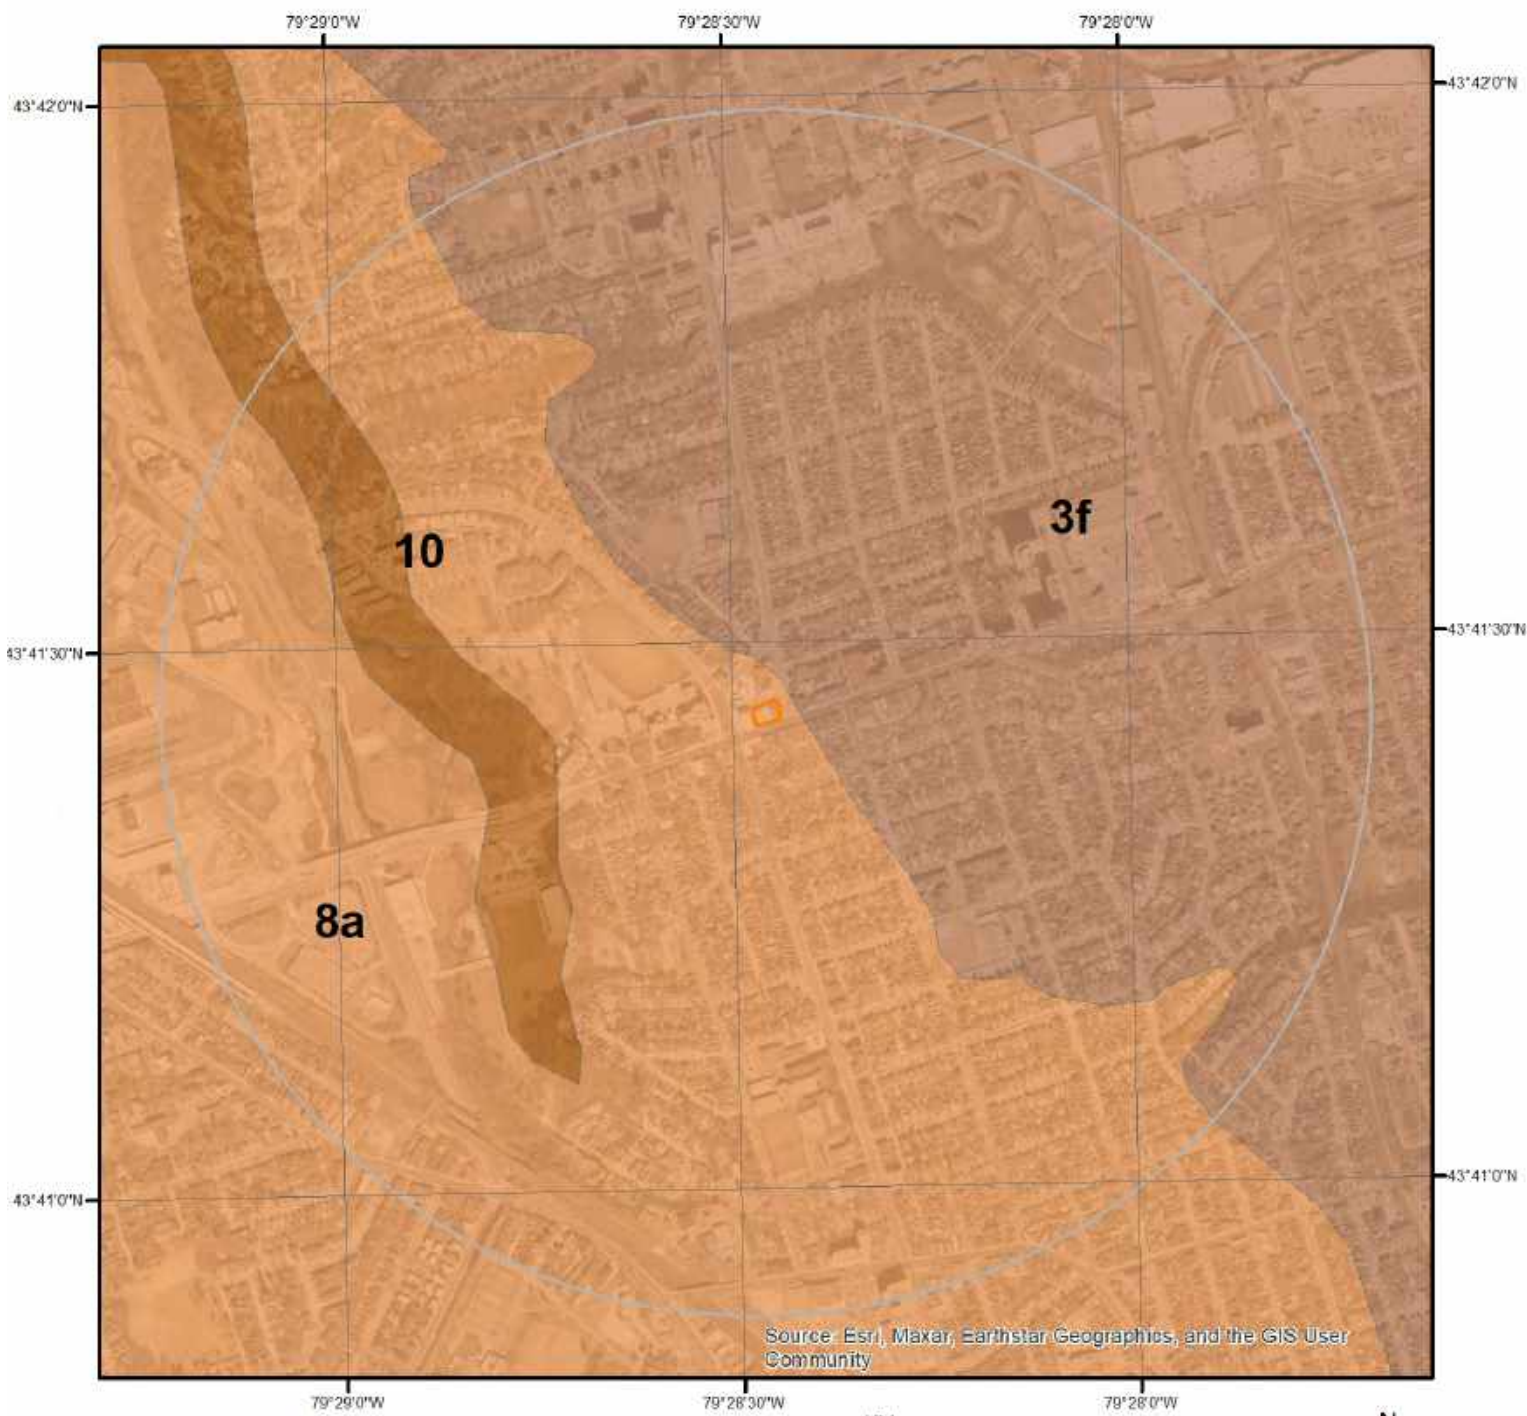 79°29'0"W 79°28'30"W 79°28'0"W
43°42'0"N 43°42'0"N
3f
10
43°41'30"N 43°41'30"N
8a
43°41'0"N 43°41'0"N
Source: Esri, Maxar, Earthstar Geographics, and the GIS User
Community
79°29'0"W 79°28'30"W 79°28'0"W